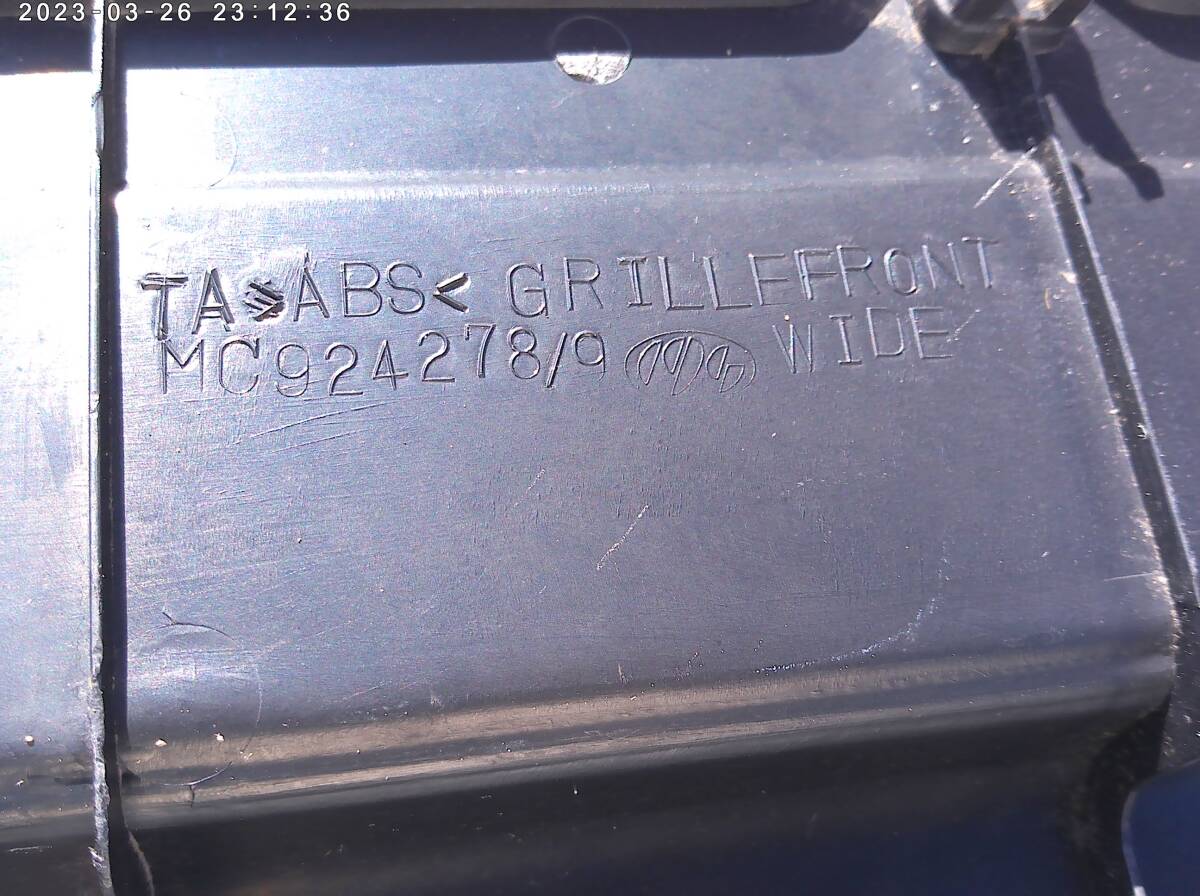 2023-03-26 23:12:36
TA >ABS< GRILLEFRONT
MC924278/9 WIDE